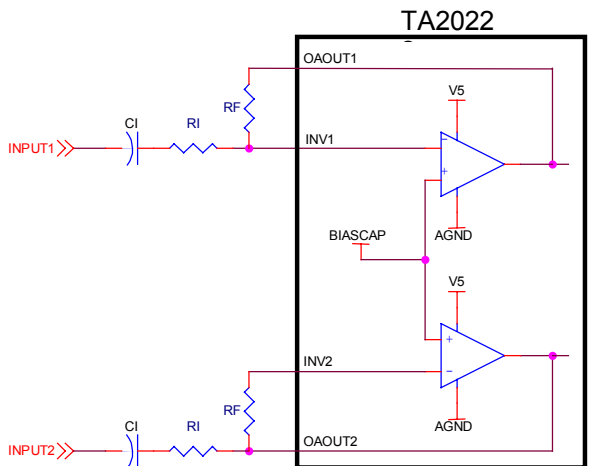 TA2022
OAOUT1
V5
CI
RI
RF
INPUT1
INV1
-
+
BIASCAP
AGND
V5
+
-
INV2
RF
CI
RI
AGND
INPUT2
OAOUT2